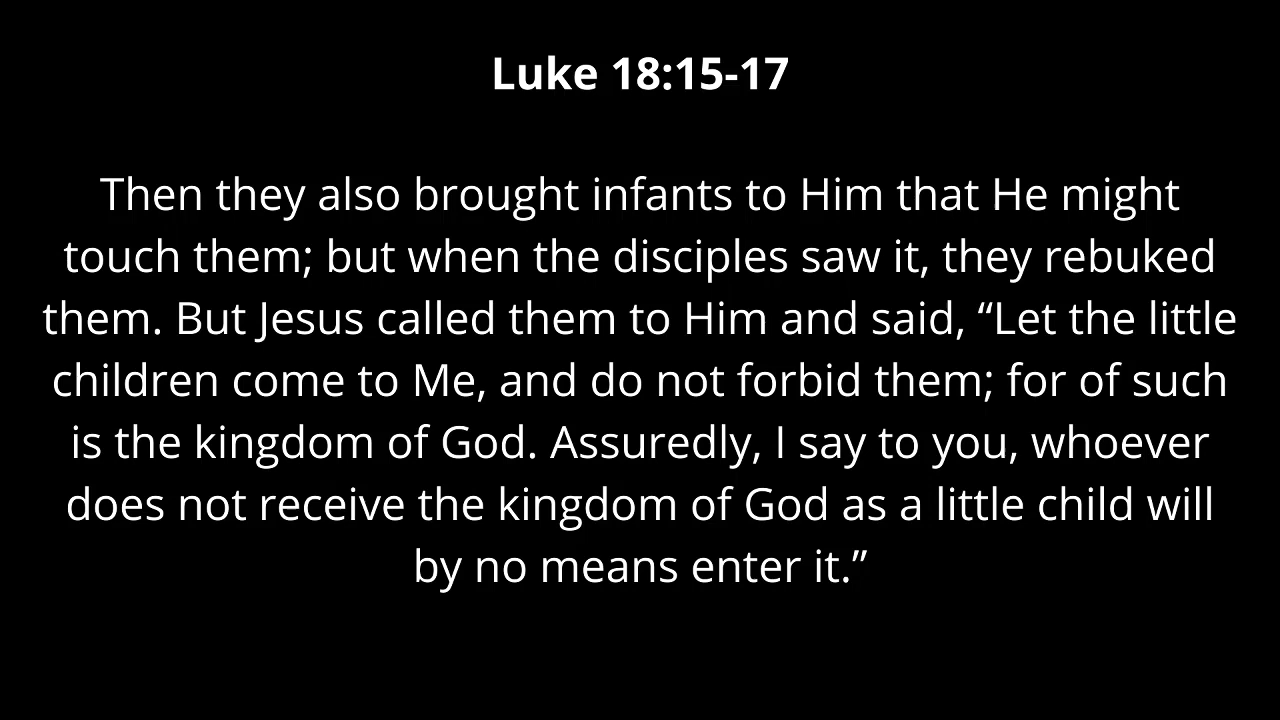 Luke 18:15-17
Then they also brought infants to Him that He might
touch them; but when the disciples saw it, they rebuked
them. But Jesus called them to Him and said, “Let the little
children come to Me, and do not forbid them; for of such
is the kingdom of God. Assuredly, I say to you, whoever
does not receive the kingdom of God as a little child will
by no means enter it.”